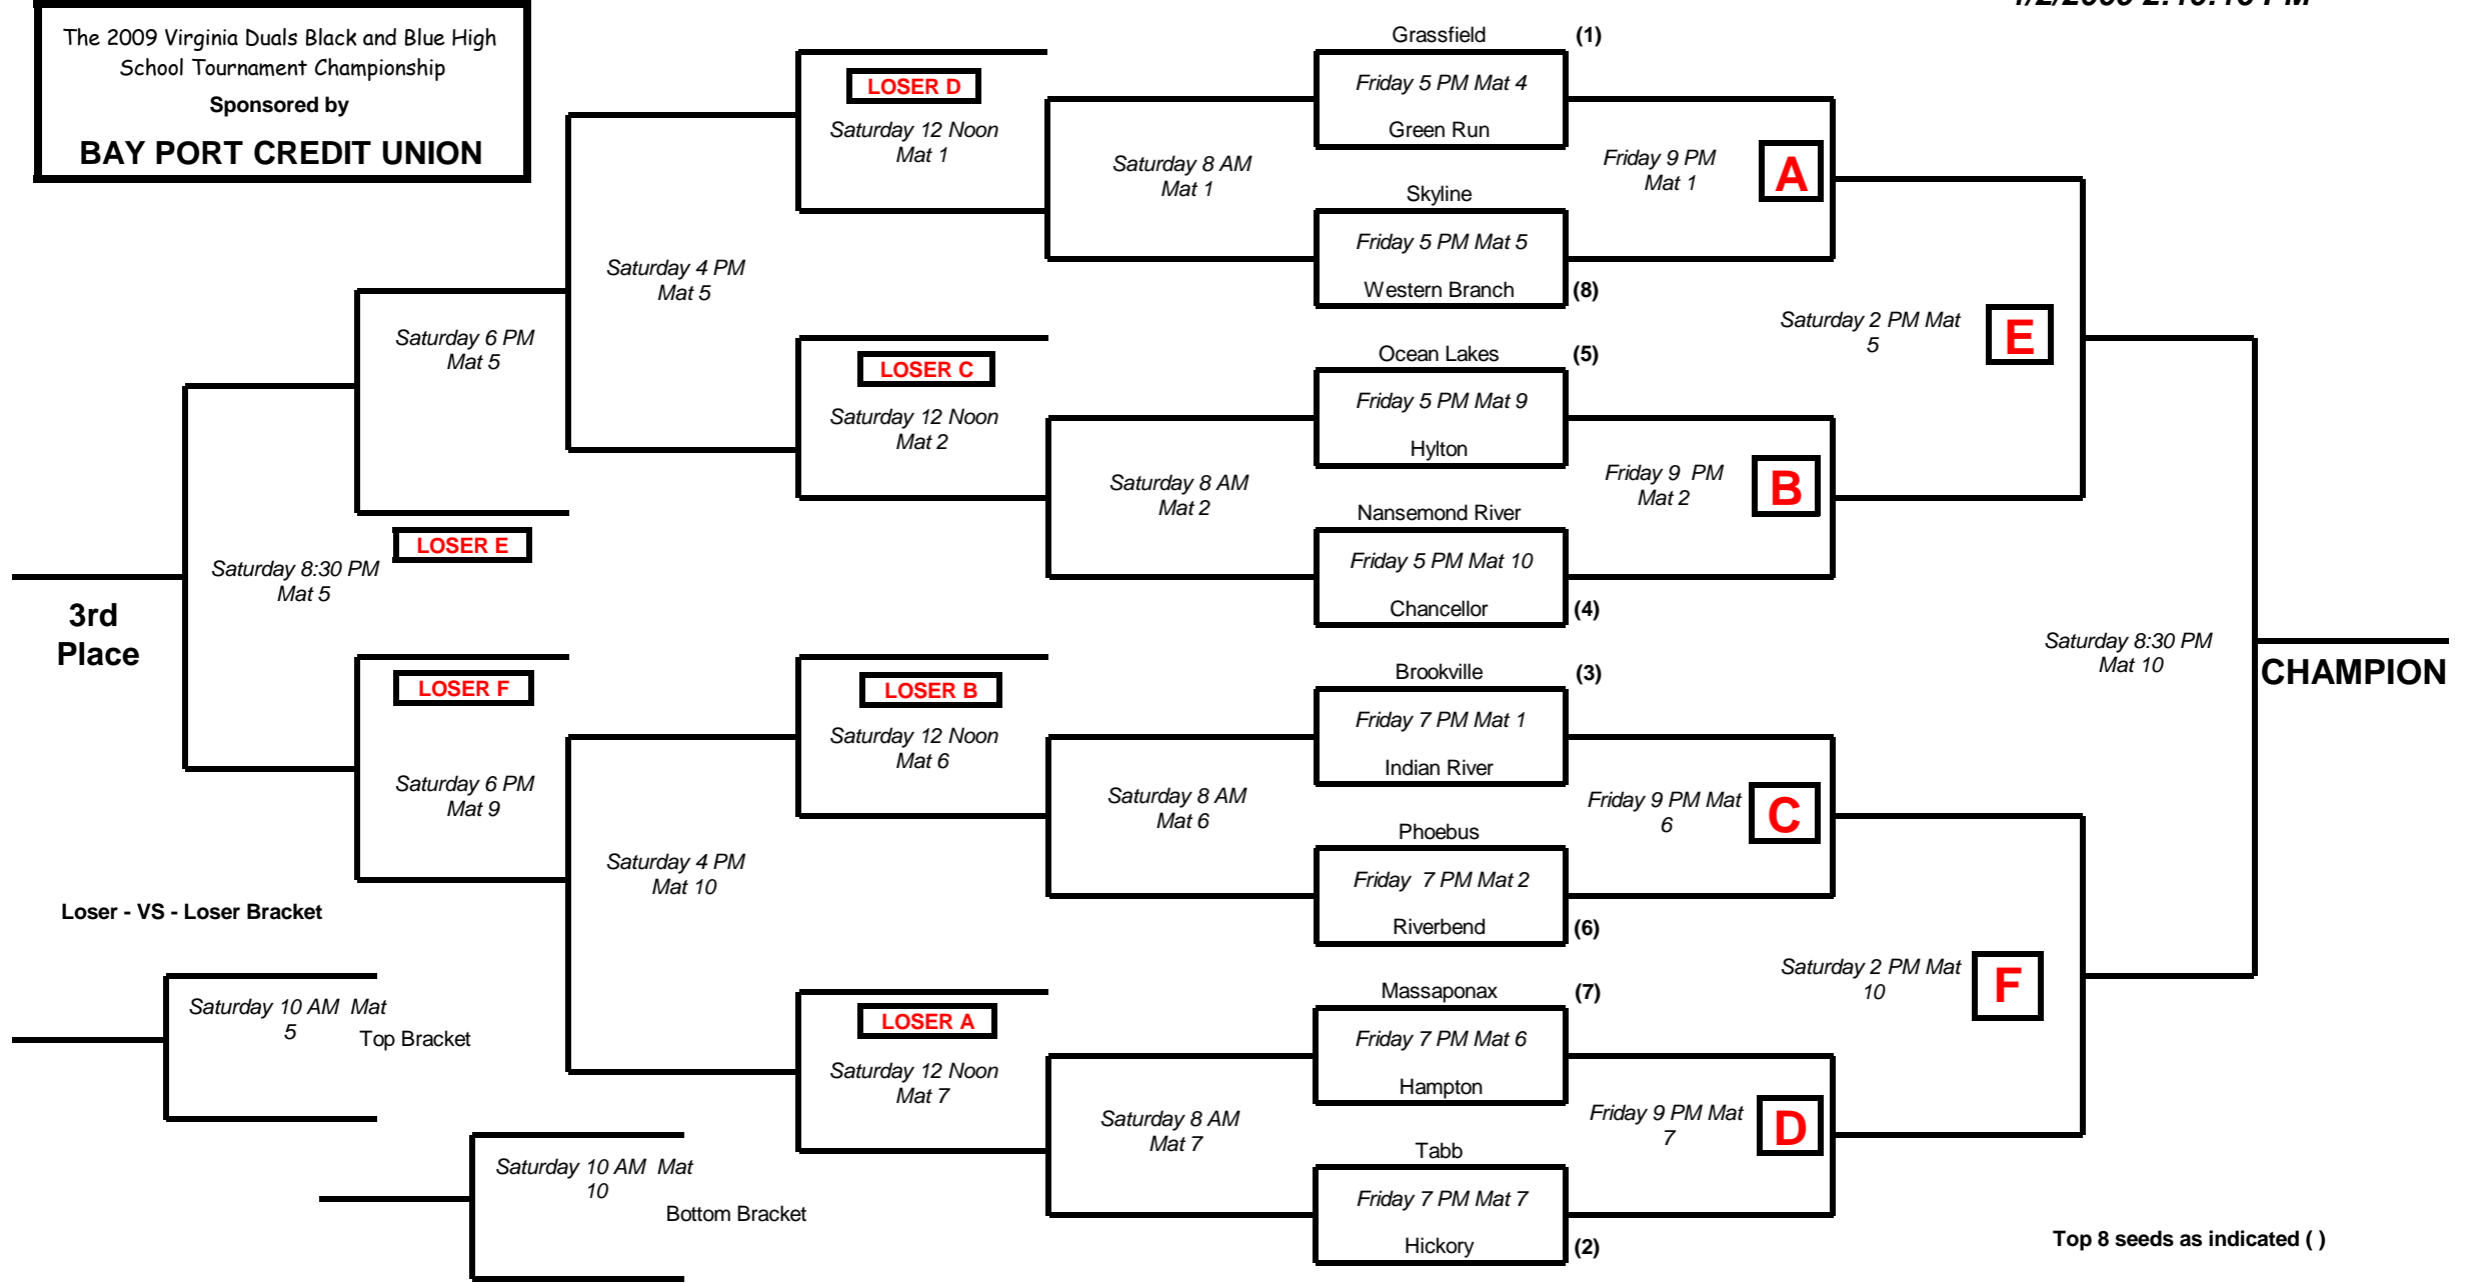 The 2009 Virginia Duals Black and Blue High
School Tournament Championship
Sponsored by
BAY PORT CREDIT UNION
LOSER D
Saturday 12 Noon
Mat 1
Saturday 4 PM
Mat 5
Saturday 6 PM
Mat 5
LOSER C
Saturday 12 Noon
Mat 2
LOSER E
Saturday 8:30 PM
Mat 5
3rd
Place
LOSER F
Saturday 6 PM
Mat 9
LOSER B
Saturday 12 Noon
Mat 6
Saturday 4 PM
Mat 10
LOSER A
Saturday 12 Noon
Mat 7
Loser - VS - Loser Bracket
Saturday 10 AM Mat
5
Top Bracket
Saturday 10 AM Mat
10
Bottom Bracket
Saturday 8 AM
Mat 1
Saturday 8 AM
Mat 2
Saturday 8 AM
Mat 6
Saturday 8 AM
Mat 7
Grassfield (1)
Friday 5 PM Mat 4
Green Run
Skyline
Friday 5 PM Mat 5
Western Branch (8)
Ocean Lakes (5)
Friday 5 PM Mat 9
Hylton
Nansemond River
Friday 5 PM Mat 10
Chancellor (4)
Brookville (3)
Friday 7 PM Mat 1
Indian River
Phoebus
Friday 7 PM Mat 2
Riverbend (6)
Massaponax (7)
Friday 7 PM Mat 6
Hampton
Tabb
Friday 7 PM Mat 7
Hickory (2)
Friday 9 PM
Mat 1
A
Friday 9 PM
Mat 2
B
Friday 9 PM Mat
6
C
Friday 9 PM Mat
7
D
Saturday 2 PM Mat
5
E
Saturday 2 PM Mat
10
F
Saturday 8:30 PM
Mat 10
CHAMPION
Top 8 seeds as indicated ( )